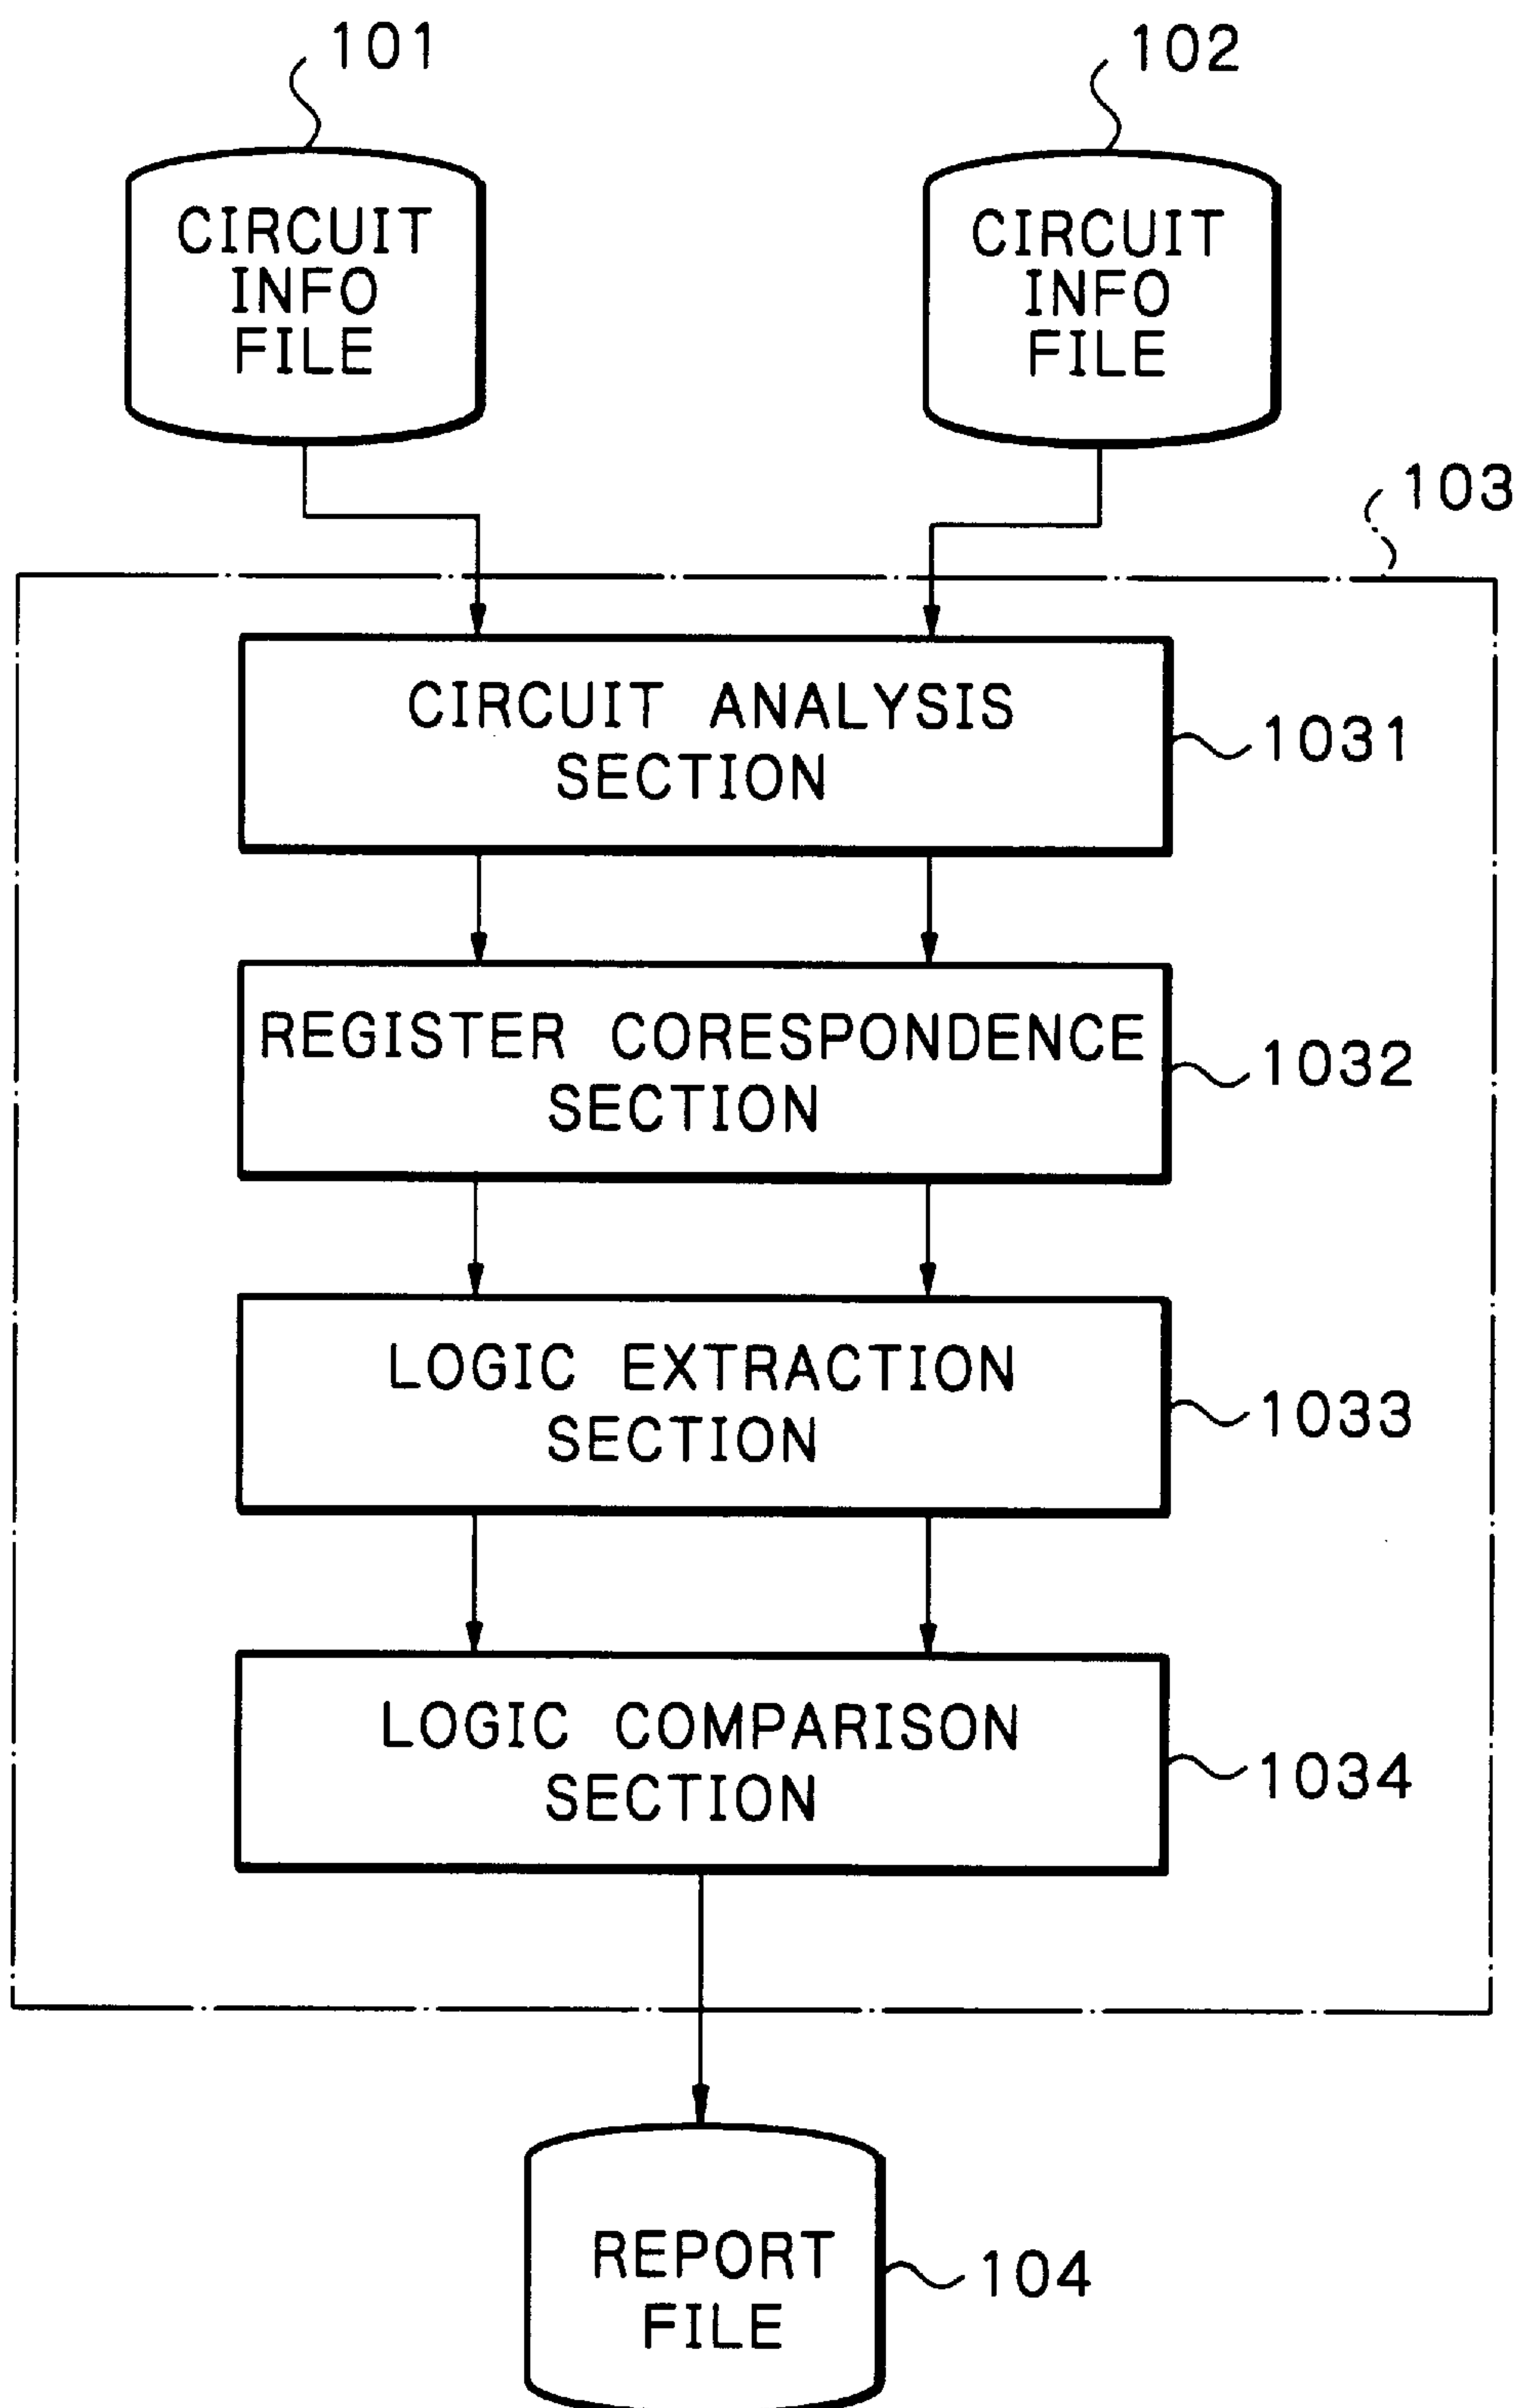 101
102
CIRCUIT
INFO
FILE
CIRCUIT
INFO
FILE
103
CIRCUIT ANALYSIS
SECTION
1031
REGISTER CORESPONDENCE
SECTION
1032
LOGIC EXTRACTION
SECTION
1033
LOGIC COMPARISON
SECTION
1034
REPORT
FILE
104